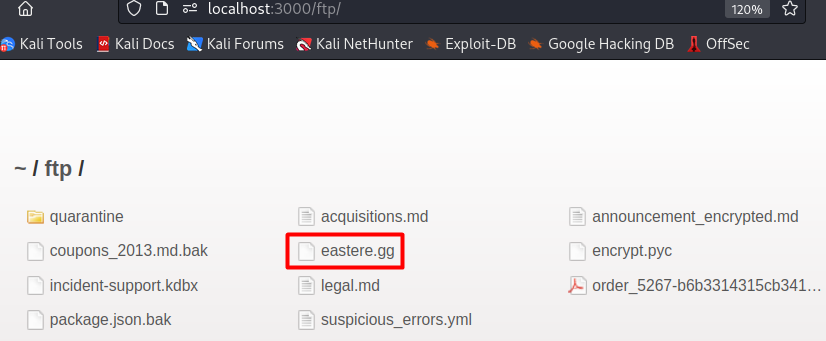 localhost:3000/ftp/ 120%
Kali Tools Kali Docs Kali Forums Kali NetHunter Exploit-DB Google Hacking DB OffSec
~ / ftp /
quarantine acquisitions.md announcement_encrypted.md
coupons_2013.md.bak eastere.gg encrypt.pyc
incident-support.kdbx legal.md order_5267-b6b3314315cb341...
package.json.bak suspicious_errors.yml